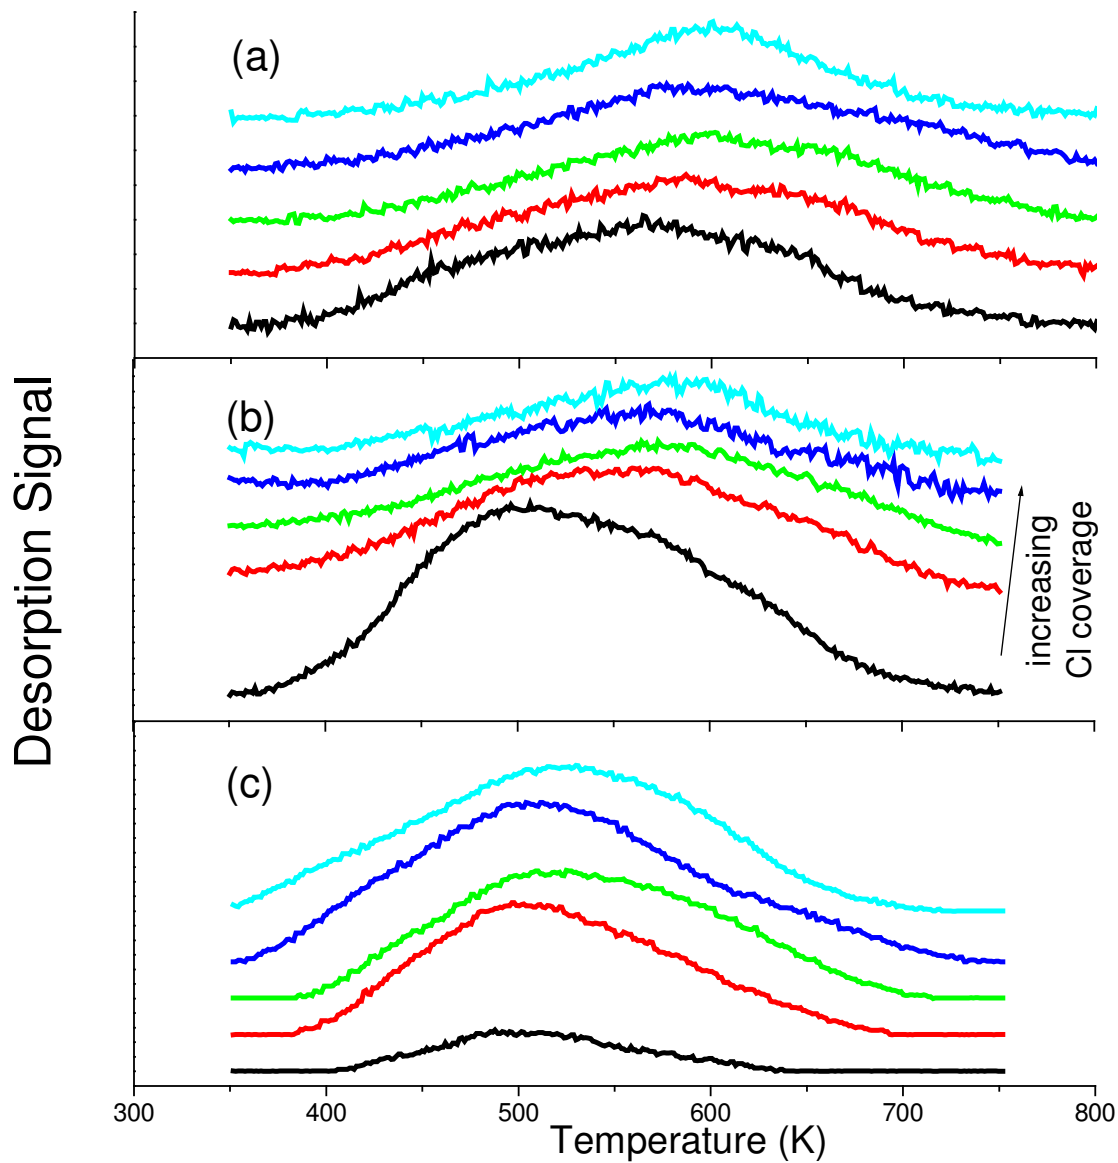 (a)
(b)
(c)
Desorption Signal
increasing
Cl coverage
300 400 500 600 700 800
Temperature (K)